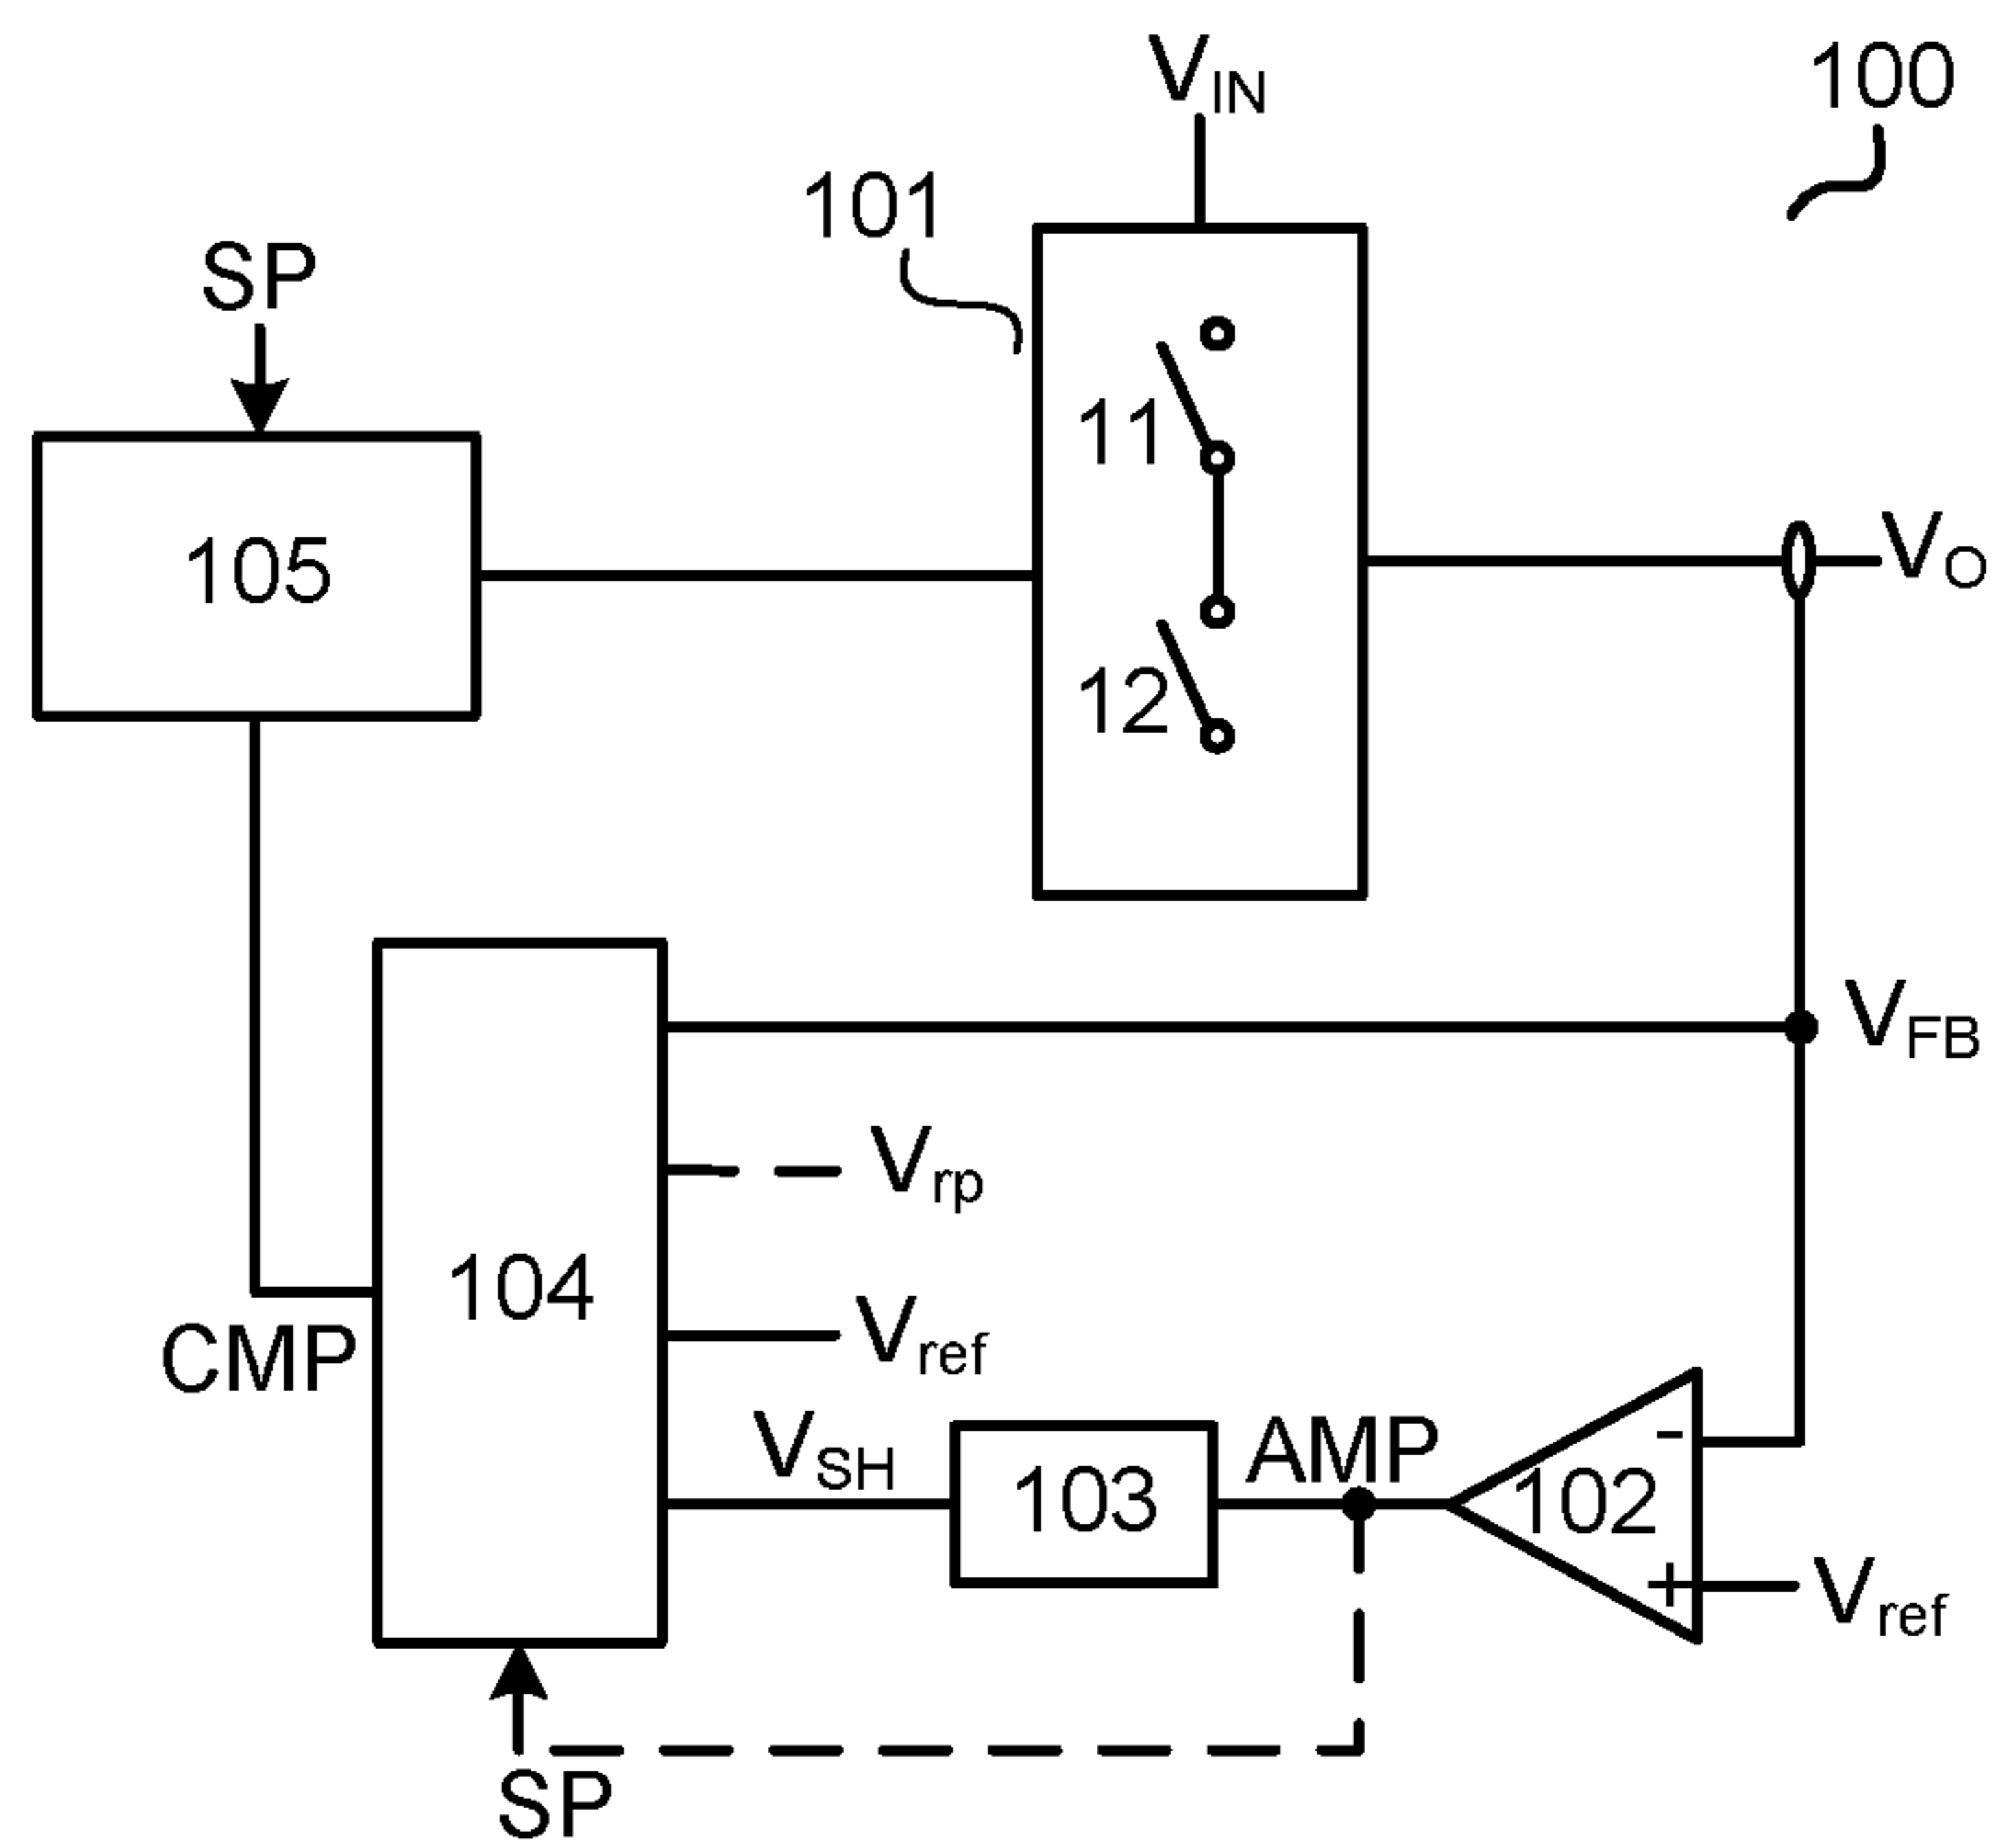 V_IN
100
101
SP
11
105
V_O
12
V_FB
V_rp
104
V_ref
CMP
V_SH
AMP
-
103
102
+
V_ref
SP